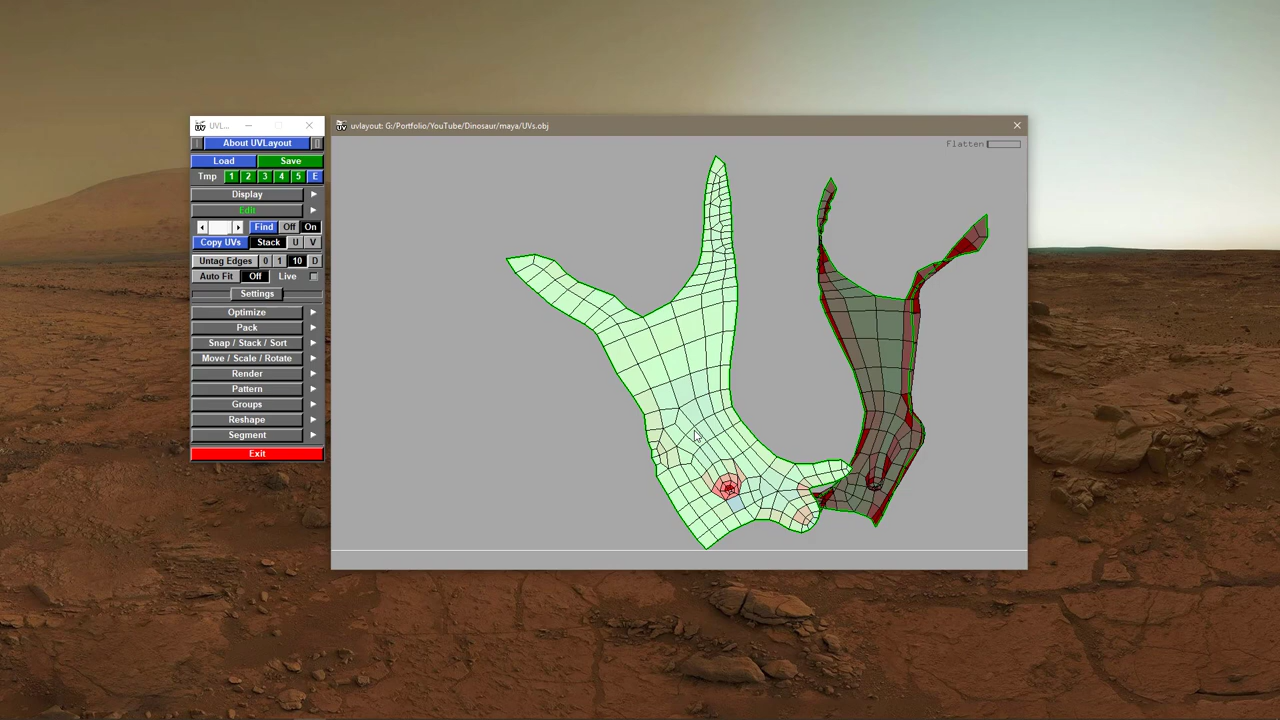 UVL...
uvlayout: G:/Portfolio/YouTube/Dinosaur/maya/UVs.obj
About UVLayout
Flatten
Load Save
Tmp 1 2 3 4 5 E
Display
Edit
Find Off On
Copy UVs Stack U V
Untag Edges 0 1 10 D
Auto Fit Off Live
Settings
Optimize
Pack
Snap / Stack / Sort
Move / Scale / Rotate
Render
Pattern
Groups
Reshape
Segment
Exit